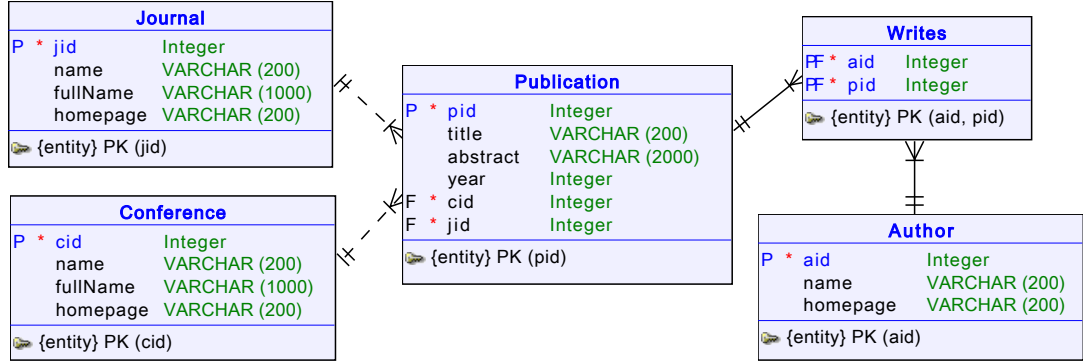 Journal
P * jid Integer
name VARCHAR (200)
fullName VARCHAR (1000)
homepage VARCHAR (200)
{entity} PK (jid)
Conference
P * cid Integer
name VARCHAR (200)
fullName VARCHAR (1000)
homepage VARCHAR (200)
{entity} PK (cid)
Publication
P * pid Integer
title VARCHAR (200)
abstract VARCHAR (2000)
year Integer
F * cid Integer
F * jid Integer
{entity} PK (pid)
Writes
PF * aid Integer
PF * pid Integer
{entity} PK (aid, pid)
Author
P * aid Integer
name VARCHAR (200)
homepage VARCHAR (200)
{entity} PK (aid)